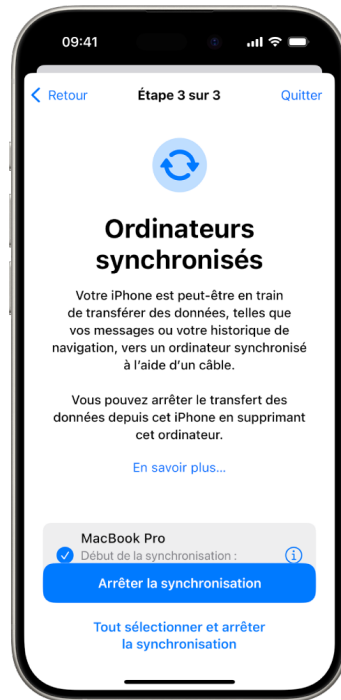 09:41
Retour
Étape 3 sur 3
Quitter
Ordinateurs
synchronisés
Votre iPhone est peut-être en train
de transférer des données, telles que
vos messages ou votre historique de
navigation, vers un ordinateur synchronisé
à l’aide d’un câble.
Vous pouvez arrêter le transfert des
données depuis cet iPhone en supprimant
cet ordinateur.
En savoir plus...
MacBook Pro
Début de la synchronisation :
Arrêter la synchronisation
Tout sélectionner et arrêter
la synchronisation